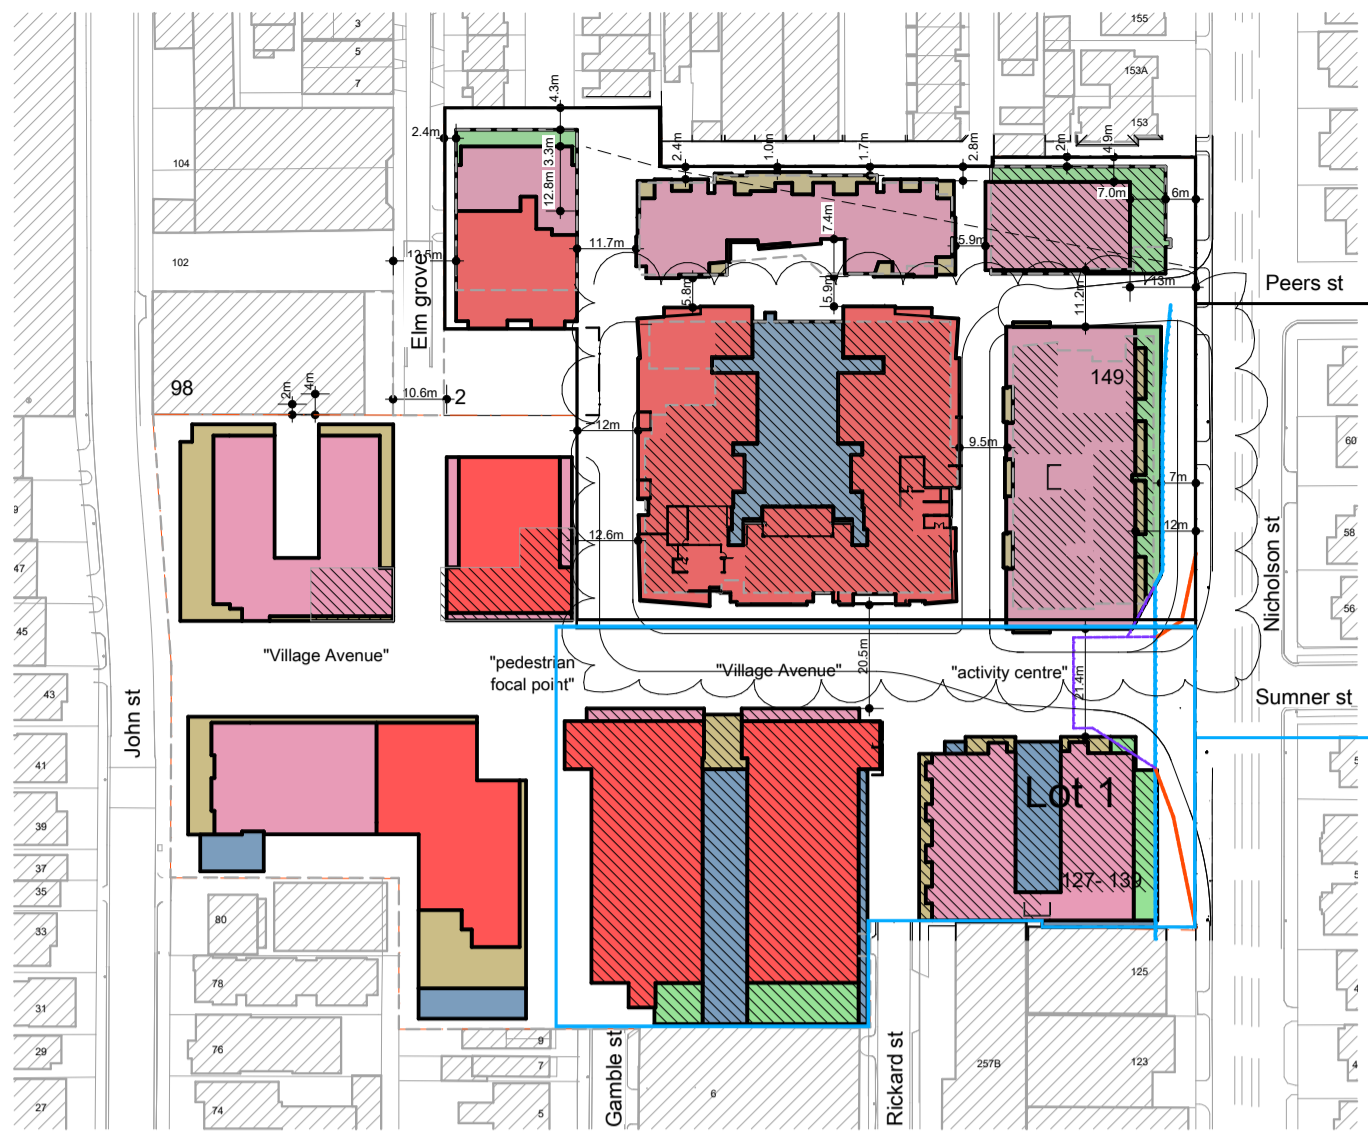 3
5
7
155
153A
153
104
102
98
2
4.3m
2.4m
3.3m
12.8m
2.4m
1.0m
1.7m
2.8m
2m
4.9m
7.0m
6m
11.7m
7.4m
5.9m
13m
11.2m
5.8m
5.9m
Elm grove
Peers st
149
2m
4m
10.6m
12m
9.5m
7m
12m
12.6m
60
58
56
47
45
43
41
39
37
35
33
31
29
27
"Village Avenue"
"pedestrian
focal point"
"Village Avenue"
"activity centre"
20.5m
21.4m
Nicholson st
Sumner st
John st
Lot 1
127- 139
80
78
76
74
9
7
5
6
Gamble st
Rickard st
257B
125
123